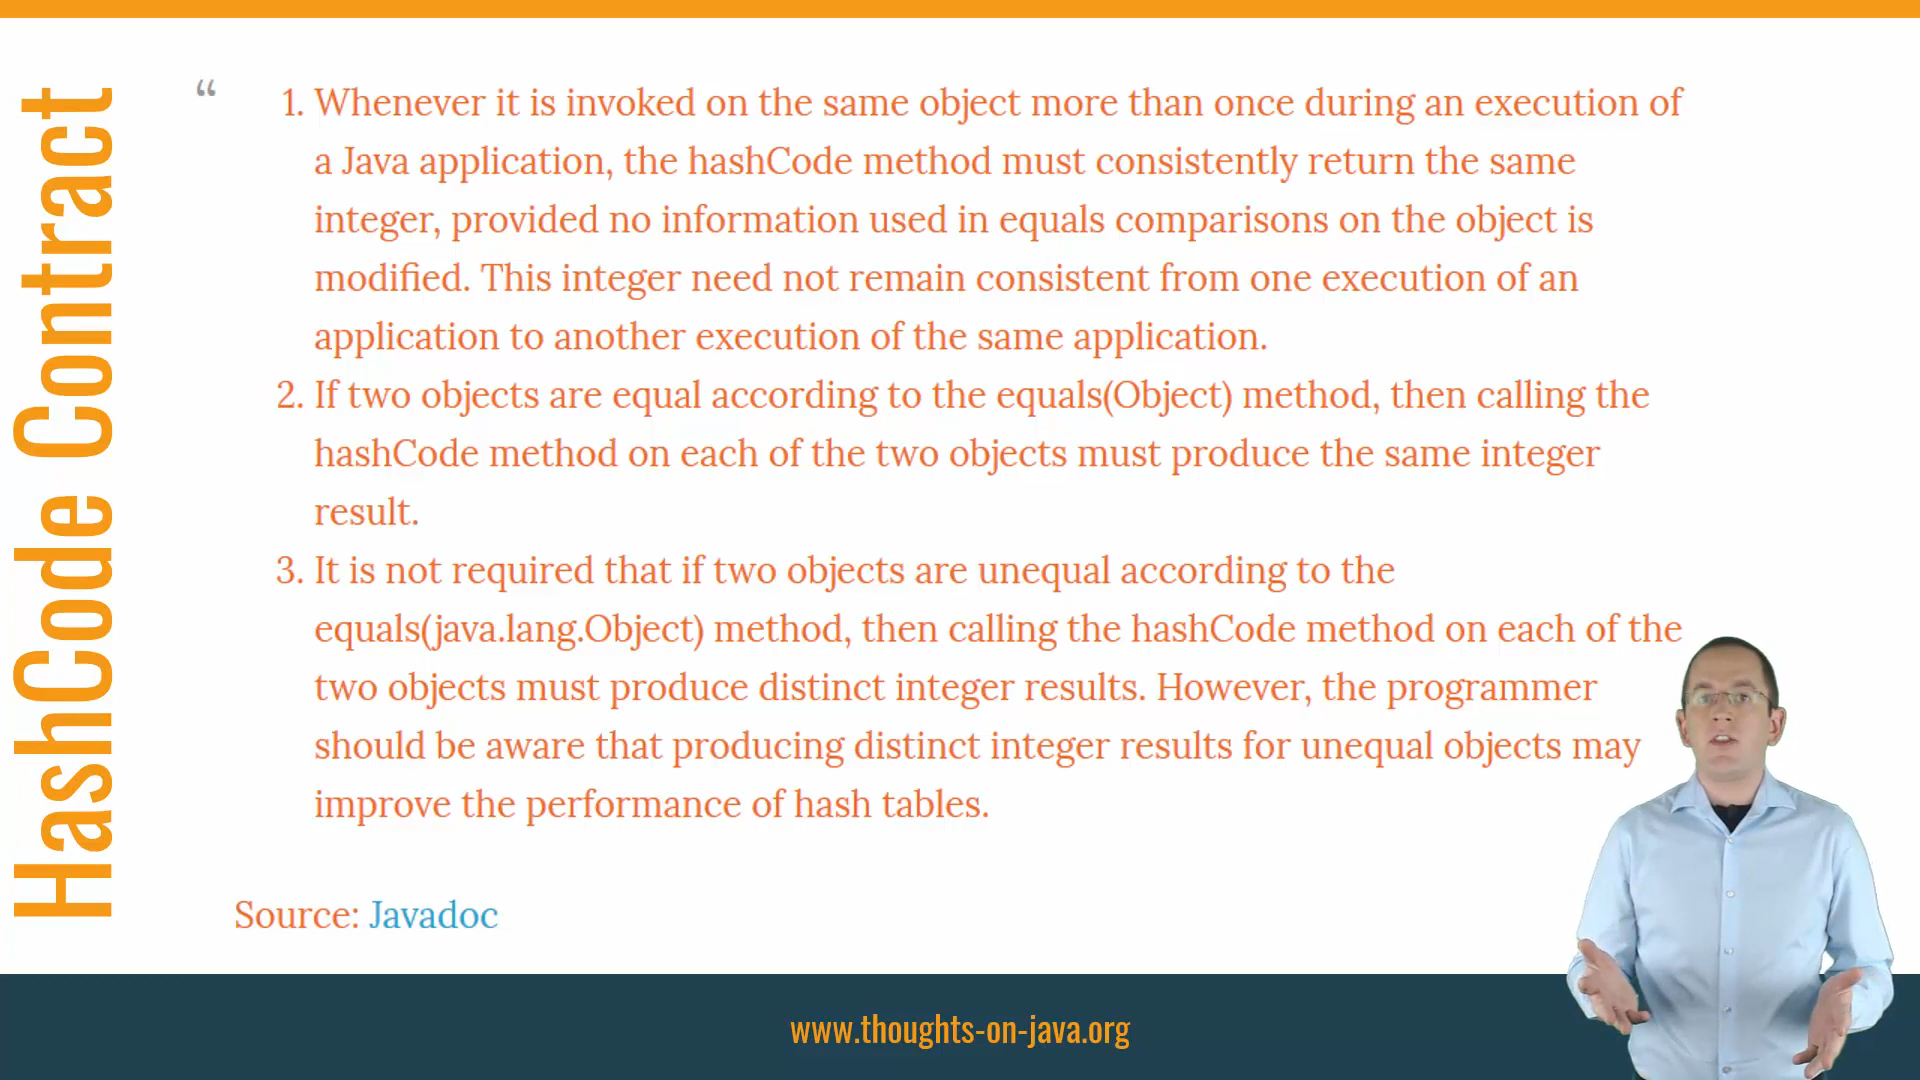 HashCode Contract
“
1. Whenever it is invoked on the same object more than once during an execution of
a Java application, the hashCode method must consistently return the same
integer, provided no information used in equals comparisons on the object is
modified. This integer need not remain consistent from one execution of an
application to another execution of the same application.
2. If two objects are equal according to the equals(Object) method, then calling the
hashCode method on each of the two objects must produce the same integer
result.
3. It is not required that if two objects are unequal according to the
equals(java.lang.Object) method, then calling the hashCode method on each of the
two objects must produce distinct integer results. However, the programmer
should be aware that producing distinct integer results for unequal objects may
improve the performance of hash tables.
Source: Javadoc
www.thoughts-on-java.org